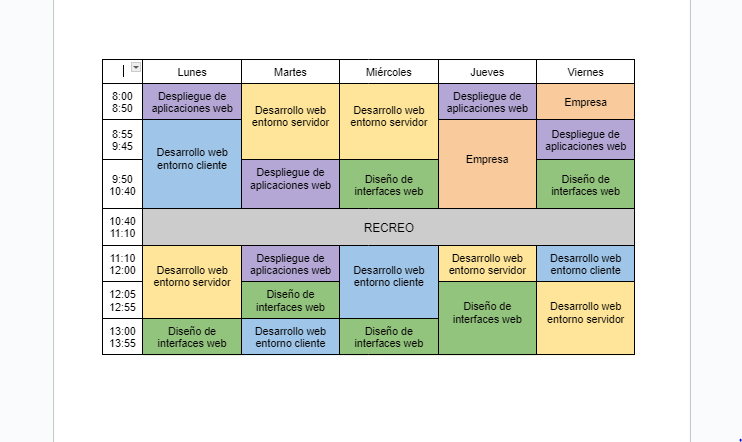 Lunes
Martes
Miércoles
Jueves
Viernes
8:00
8:50
Despliegue de
aplicaciones web
Desarrollo web
entorno servidor
Desarrollo web
entorno servidor
Despliegue de
aplicaciones web
Empresa
8:55
9:45
Desarrollo web
entorno cliente
Empresa
Despliegue de
aplicaciones web
9:50
10:40
Despliegue de
aplicaciones web
Diseño de
interfaces web
Diseño de
interfaces web
10:40
11:10
RECREO
11:10
12:00
Desarrollo web
entorno servidor
Despliegue de
aplicaciones web
Desarrollo web
entorno cliente
Desarrollo web
entorno servidor
Desarrollo web
entorno cliente
12:05
12:55
Diseño de
interfaces web
Diseño de
interfaces web
Desarrollo web
entorno servidor
13:00
13:55
Diseño de
interfaces web
Desarrollo web
entorno cliente
Diseño de
interfaces web